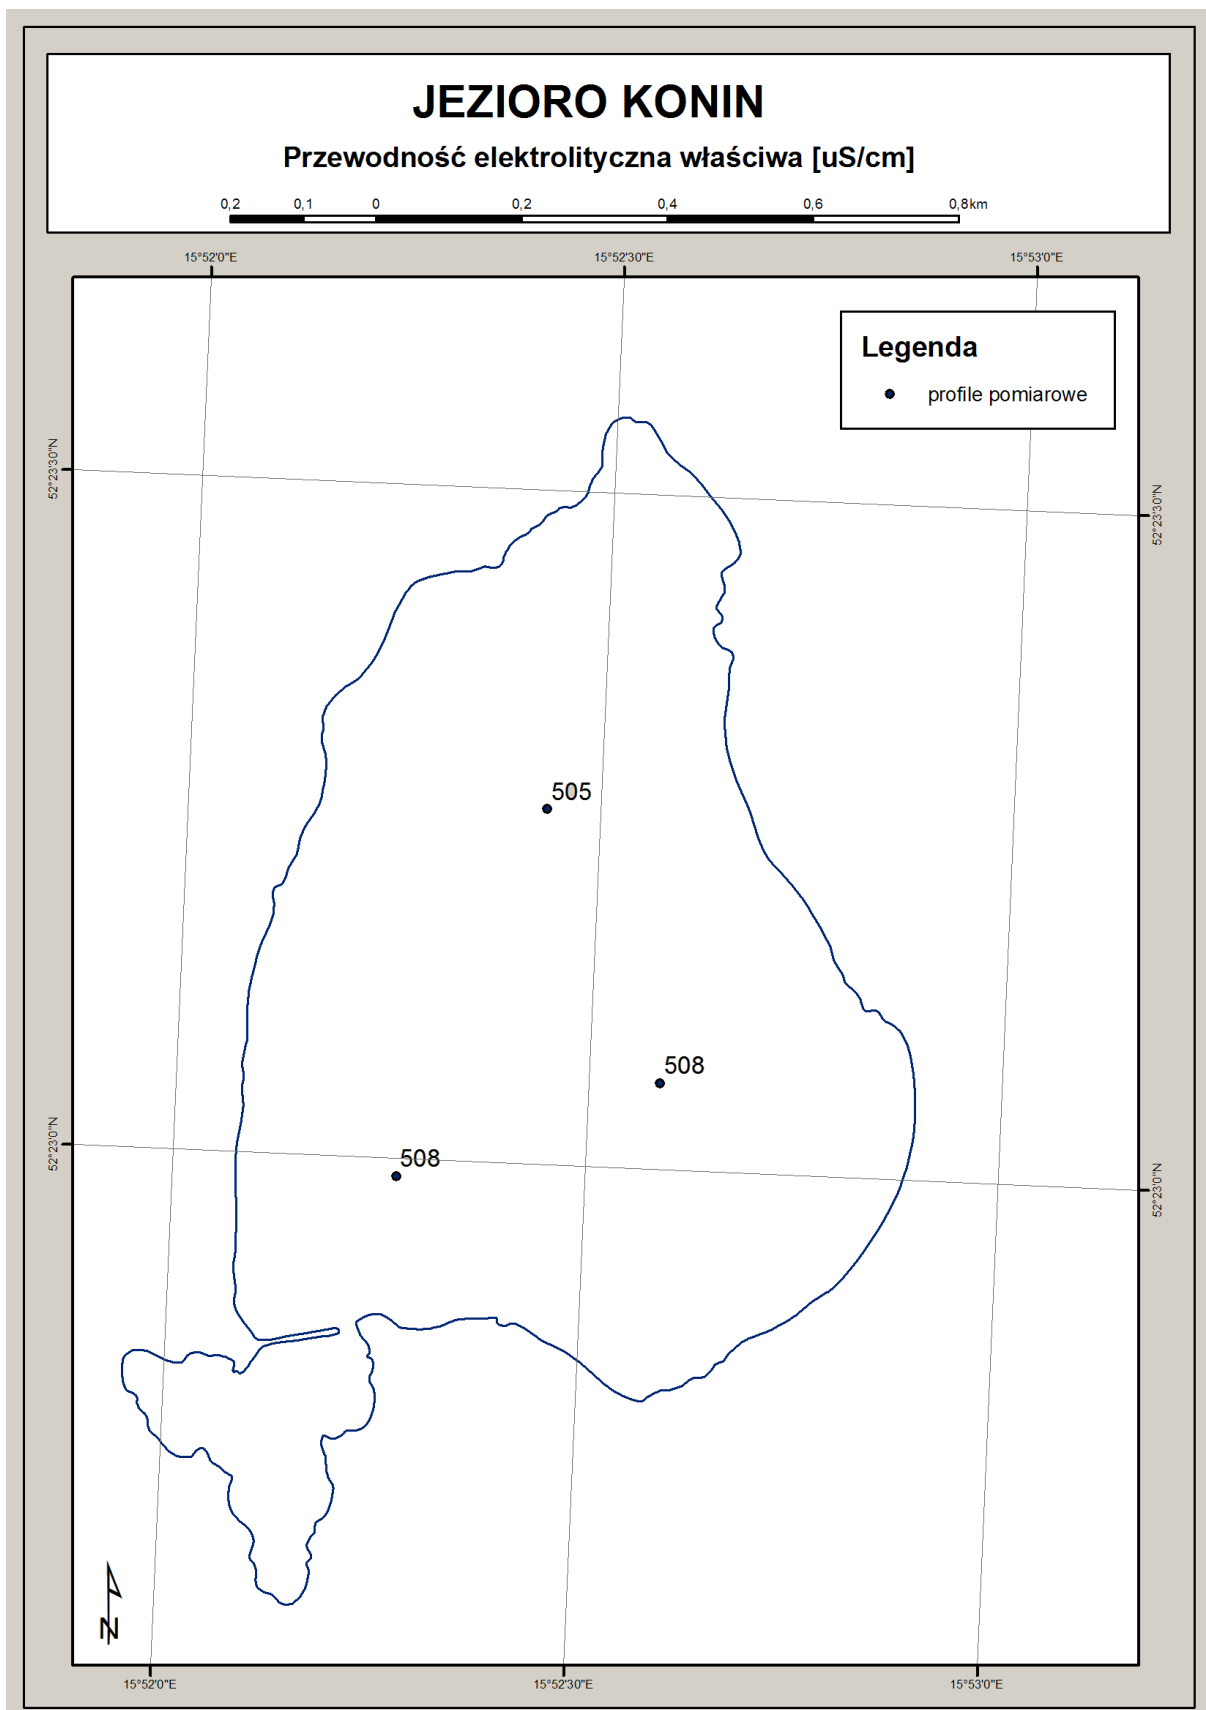 JEZIORO KONIN
Przewodność elektrolityczna właściwa [uS/cm]
0,2 0,1 0 0,2 0,4 0,6 0,8 km
15°52'0"E 15°52'30"E 15°53'0"E
Legenda
profile pomiarowe
52°23'30"N
52°23'30"N
505
508
52°23'0"N
508
52°23'0"N
N
15°52'0"E 15°52'30"E 15°53'0"E